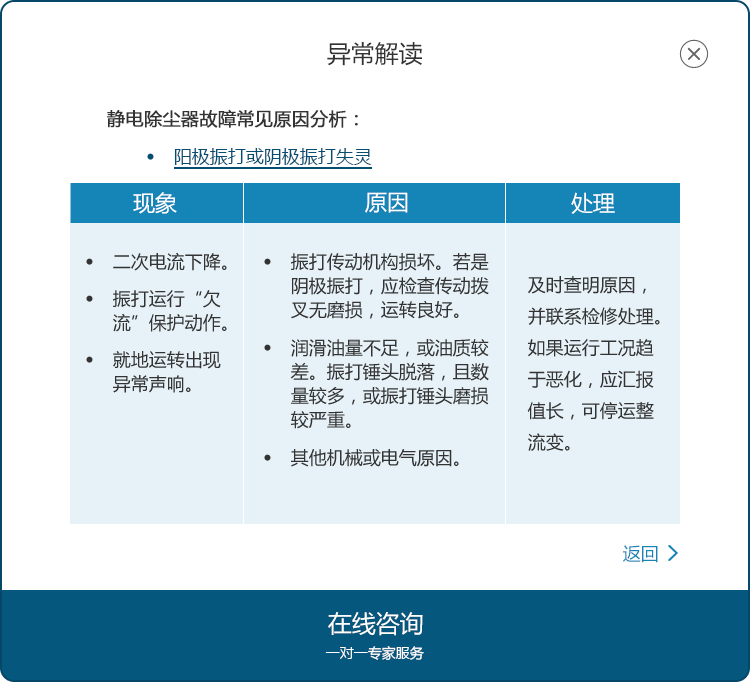 异常解读
静电除尘器故障常见原因分析：
• 阳极振打或阴极振打失灵
现象
原因
处理
• 二次电流下降。
• 振打运行“欠
流”保护动作。
• 就地运转出现
异常声响。
• 振打传动机构损坏。若是
阴极振打，应检查传动拨
叉无磨损，运转良好。
• 润滑油量不足，或油质较
差。振打锤头脱落，且数
量较多，或振打锤头磨损
较严重。
• 其他机械或电气原因。
及时查明原因，
并联系检修处理。
如果运行工况趋
于恶化，应汇报
值长，可停运整
流变。
返回
在线咨询
一对一专家服务